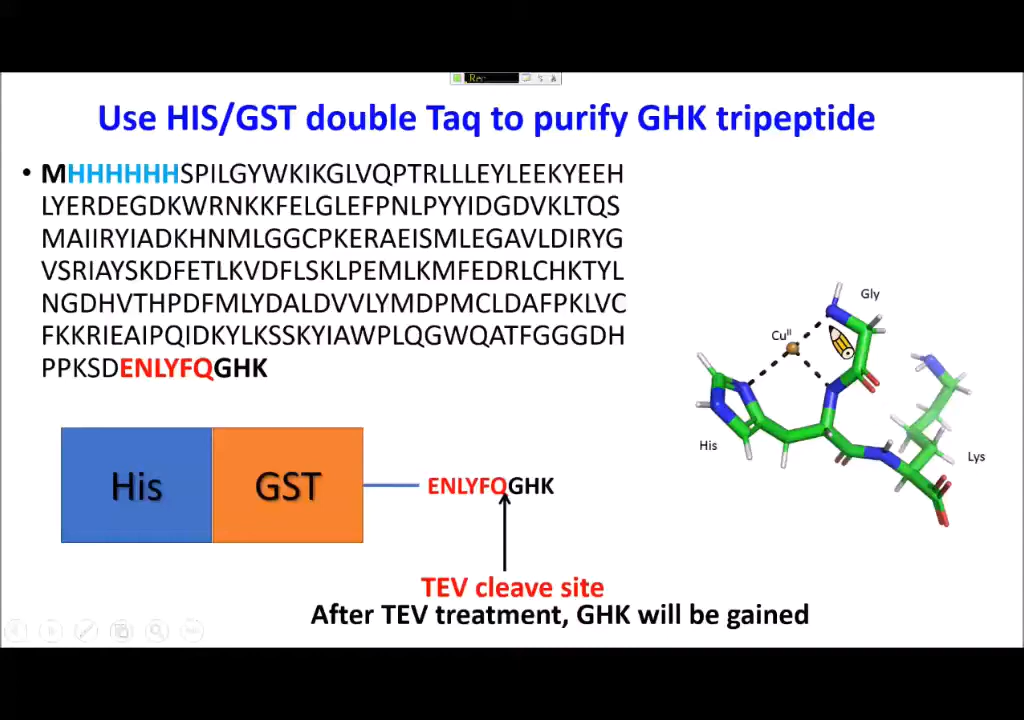 Rec
Use HIS/GST double Taq to purify GHK tripeptide
• MHHHHHHSPILGYWKIKGLVQPTRLLLEYLEEKYEEH
LYERDEGDKWRNKKFELGLEFPNLPYYIDGDVKLTQS
MAIIRYIADKHNMLGGCPKERAEISMLEGAVLDIRYG
VSRIAYSKDFETLKVDFLSKLPEMLKMFEDRLCHKTYL
NGDHVTHPDFMLYDALDVVLYMDPMCLDAFPKLVC
FKKRIEAIPQIDKYLKSSKYIAWPLQGWQATFGGGDH
PPKSDENLYFQGHK
Gly
CuII
His
Lys
His
GST
ENLYFQGHK
TEV cleave site
After TEV treatment, GHK will be gained